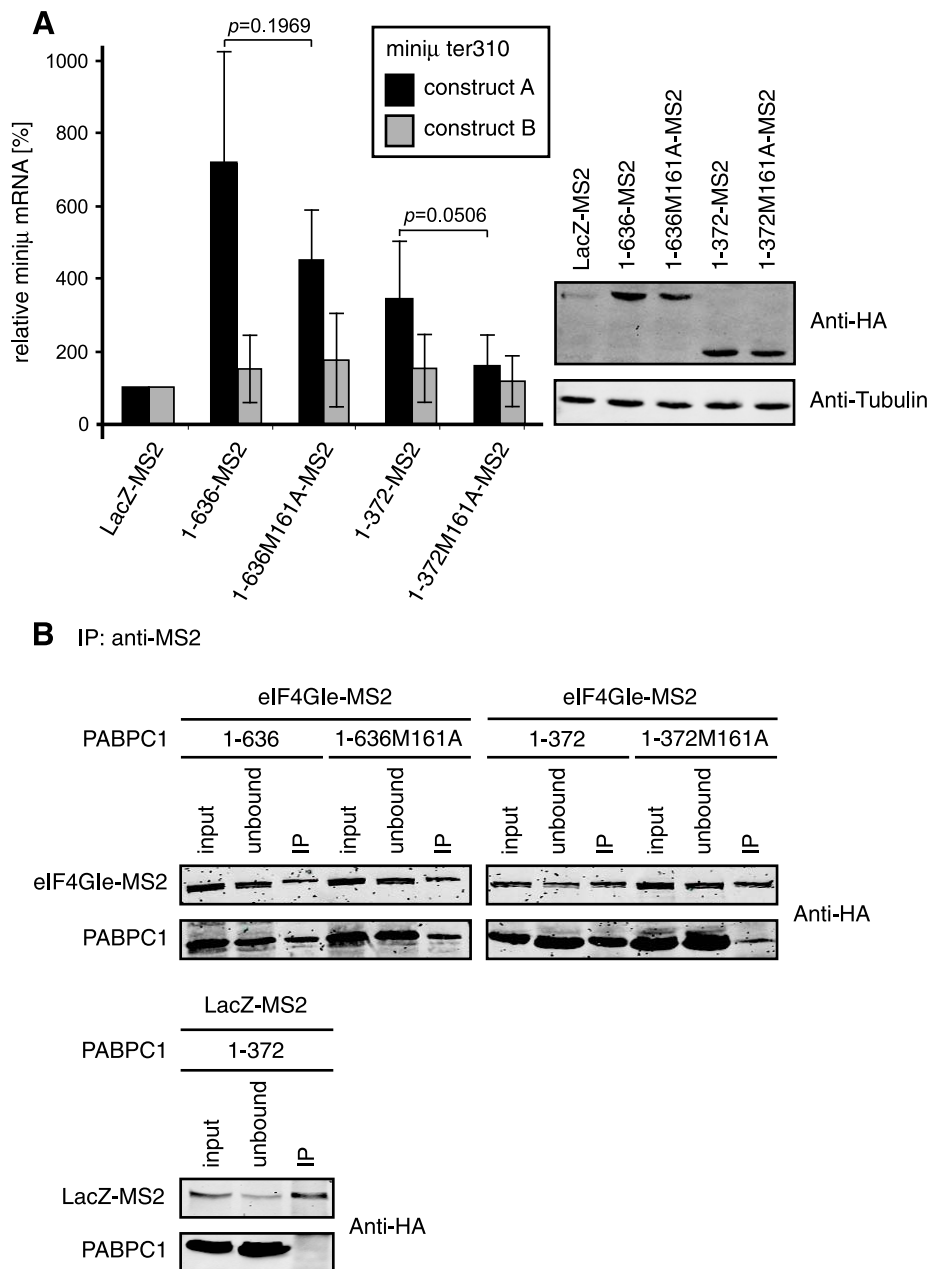 A
relative miniμ mRNA [%]
1000
800
600
400
200
0
p=0.1969
p=0.0506
miniμ ter310
construct A
construct B
LacZ-MS2
1-636-MS2
1-636M161A-MS2
1-372-MS2
1-372M161A-MS2
LacZ-MS2
1-636-MS2
1-636M161A-MS2
1-372-MS2
1-372M161A-MS2
Anti-HA
Anti-Tubulin
B IP: anti-MS2
eIF4GIe-MS2
eIF4GIe-MS2
PABPC1
1-636
1-636M161A
1-372
1-372M161A
input
unbound
IP
input
unbound
IP
input
unbound
IP
input
unbound
IP
eIF4GIe-MS2
PABPC1
Anti-HA
LacZ-MS2
PABPC1
1-372
input
unbound
IP
LacZ-MS2
PABPC1
Anti-HA